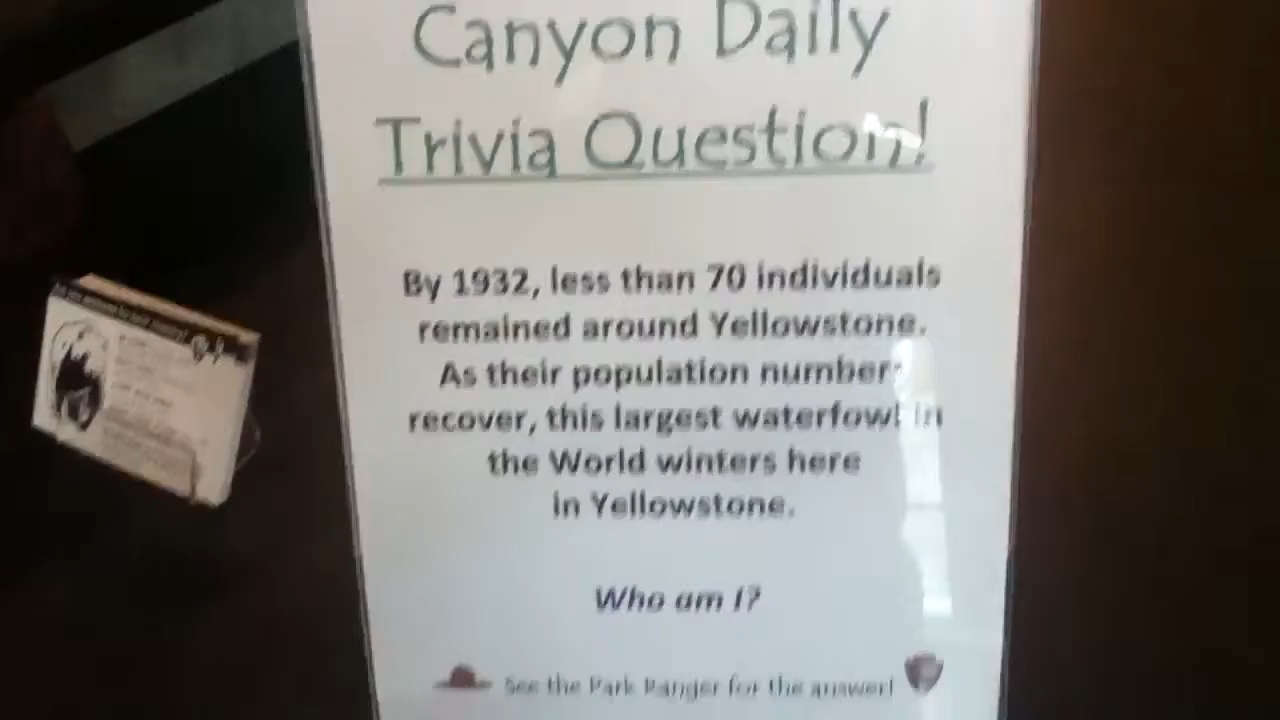 Canyon Daily
Trivia Question!
By 1932, less than 70 individuals
remained around Yellowstone.
As their population number
recover, this largest waterfowl in
the World winters here
in Yellowstone.
Who am I?
See the Park Ranger for the answer!